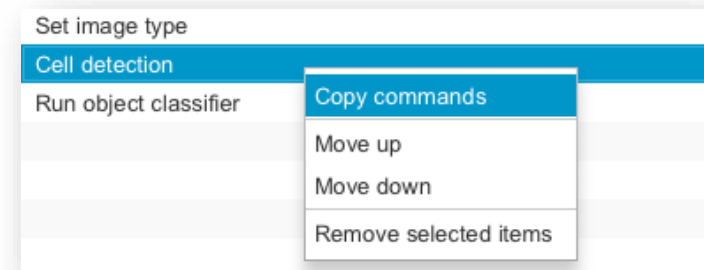 Set image type
Cell detection
Run object classifier
Copy commands
Move up
Move down
Remove selected items